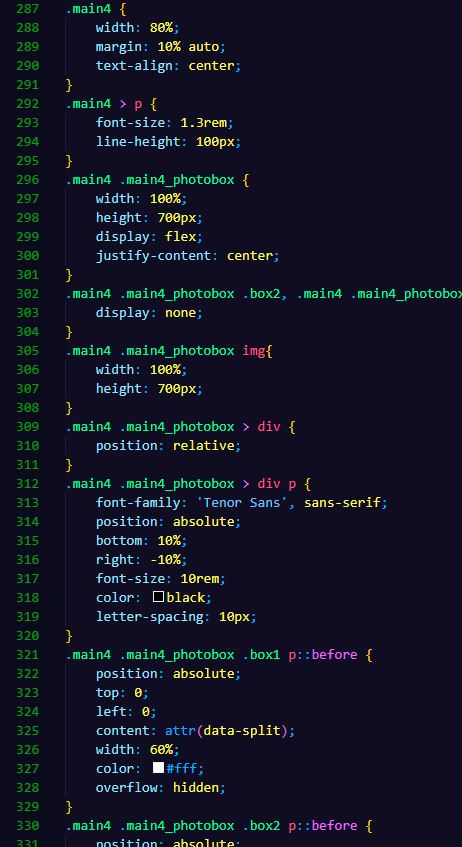 287 .main4 {
288 width: 80%;
289 margin: 10% auto;
290 text-align: center;
291 }
292 .main4 > p {
293 font-size: 1.3rem;
294 line-height: 100px;
295 }
296 .main4 .main4_photobox {
297 width: 100%;
298 height: 700px;
299 display: flex;
300 justify-content: center;
301 }
302 .main4 .main4_photobox .box2, .main4 .main4_photobox
303 display: none;
304 }
305 .main4 .main4_photobox img{
306 width: 100%;
307 height: 700px;
308 }
309 .main4 .main4_photobox > div {
310 position: relative;
311 }
312 .main4 .main4_photobox > div p {
313 font-family: 'Tenor Sans', sans-serif;
314 position: absolute;
315 bottom: 10%;
316 right: -10%;
317 font-size: 10rem;
318 color: black;
319 letter-spacing: 10px;
320 }
321 .main4 .main4_photobox .box1 p::before {
322 position: absolute;
323 top: 0;
324 left: 0;
325 content: attr(data-split);
326 width: 60%;
327 color: #fff;
328 overflow: hidden;
329 }
330 .main4 .main4_photobox .box2 p::before {
331 position: absolute;